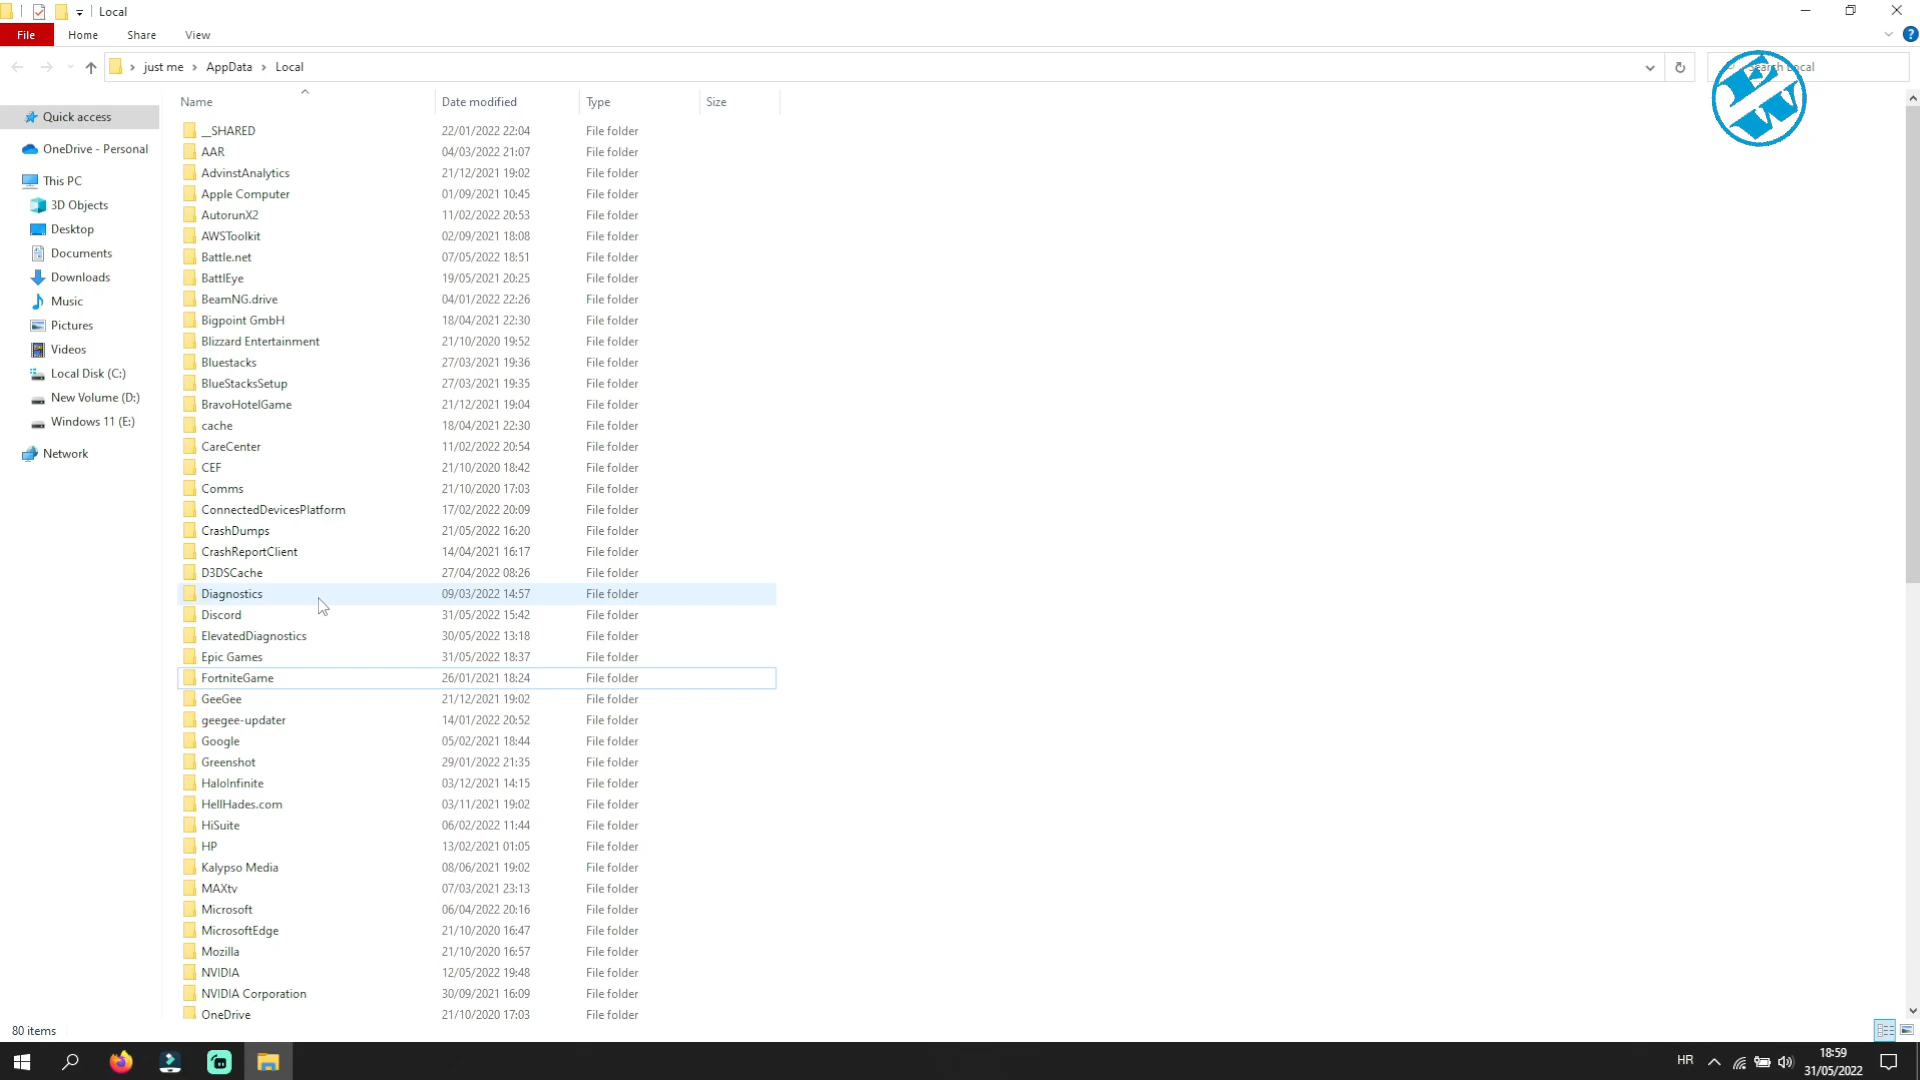 Local
File Home Share View
just me AppData Local
Search Local
Name Date modified Type Size
Quick access
OneDrive - Personal
This PC
3D Objects
Desktop
Documents
Downloads
Music
Pictures
Videos
Local Disk (C:)
New Volume (D:)
Windows 11 (E:)
Network
__SHARED 22/01/2022 22:04 File folder
AAR 04/03/2022 21:07 File folder
AdvinstAnalytics 21/12/2021 19:02 File folder
Apple Computer 01/09/2021 10:45 File folder
AutorunX2 11/02/2022 20:53 File folder
AWSToolkit 02/09/2021 18:08 File folder
Battle.net 07/05/2022 18:51 File folder
BattlEye 19/05/2021 20:25 File folder
BeamNG.drive 04/01/2022 22:26 File folder
Bigpoint GmbH 18/04/2021 22:30 File folder
Blizzard Entertainment 21/10/2020 19:52 File folder
Bluestacks 27/03/2021 19:36 File folder
BlueStacksSetup 27/03/2021 19:35 File folder
BravoHotelGame 21/12/2021 19:04 File folder
cache 18/04/2021 22:30 File folder
CareCenter 11/02/2022 20:54 File folder
CEF 21/10/2020 18:42 File folder
Comms 21/10/2020 17:03 File folder
ConnectedDevicesPlatform 17/02/2022 20:09 File folder
CrashDumps 21/05/2022 16:20 File folder
CrashReportClient 14/04/2021 16:17 File folder
D3DSCache 27/04/2022 08:26 File folder
Diagnostics 09/03/2022 14:57 File folder
Discord 31/05/2022 15:42 File folder
ElevatedDiagnostics 30/05/2022 13:18 File folder
Epic Games 31/05/2022 18:37 File folder
FortniteGame 26/01/2021 18:24 File folder
GeeGee 21/12/2021 19:02 File folder
geegee-updater 14/01/2022 20:52 File folder
Google 05/02/2021 18:44 File folder
Greenshot 29/01/2022 21:35 File folder
HaloInfinite 03/12/2021 14:15 File folder
HellHades.com 03/11/2021 19:02 File folder
HiSuite 06/02/2022 11:44 File folder
HP 13/02/2021 01:05 File folder
Kalypso Media 08/06/2021 19:02 File folder
MAXtv 07/03/2021 23:13 File folder
Microsoft 06/04/2022 20:16 File folder
MicrosoftEdge 21/10/2020 16:47 File folder
Mozilla 21/10/2020 16:57 File folder
NVIDIA 12/05/2022 19:48 File folder
NVIDIA Corporation 30/09/2021 16:09 File folder
OneDrive 21/10/2020 17:03 File folder
80 items
HR
18:59
31/05/2022